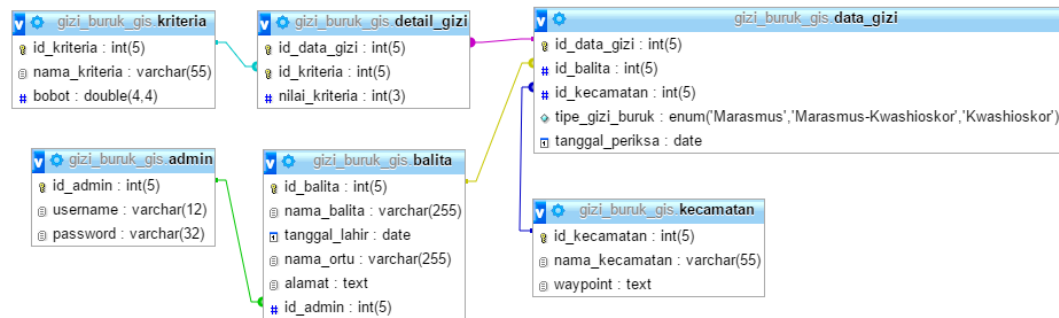 gizi_buruk_gis.kriteria
id_kriteria : int(5)
nama_kriteria : varchar(55)
bobot : double(4,4)
gizi_buruk_gis.detail_gizi
id_data_gizi : int(5)
id_kriteria : int(5)
nilai_kriteria : int(3)
gizi_buruk_gis.data_gizi
id_data_gizi : int(5)
id_balita : int(5)
id_kecamatan : int(5)
tipe_gizi_buruk : enum('Marasmus','Marasmus-Kwashioskor','Kwashioskor')
tanggal_periksa : date
gizi_buruk_gis.admin
id_admin : int(5)
username : varchar(12)
password : varchar(32)
gizi_buruk_gis.balita
id_balita : int(5)
nama_balita : varchar(255)
tanggal_lahir : date
nama_ortu : varchar(255)
alamat : text
id_admin : int(5)
gizi_buruk_gis.kecamatan
id_kecamatan : int(5)
nama_kecamatan : varchar(55)
waypoint : text